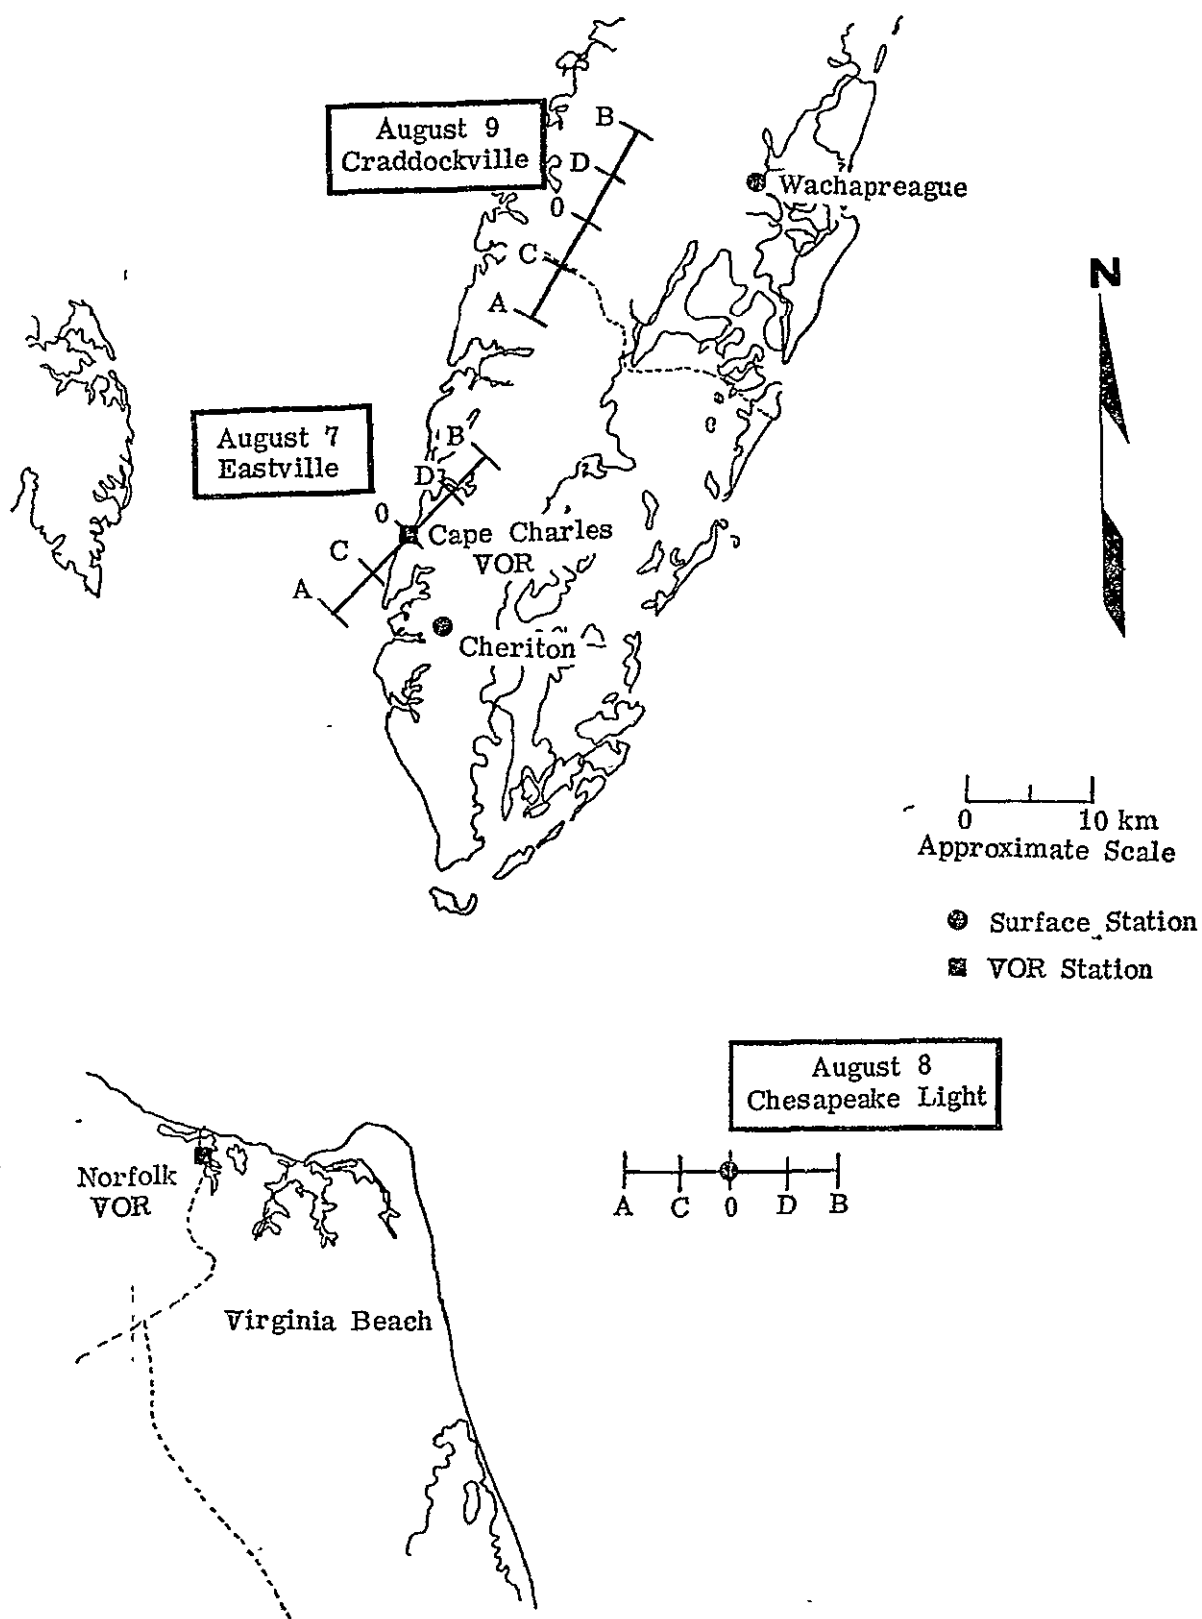 B
August 9
Craddockville
D
Wachapreague
0
C
N
A
August 7
Eastville
B
D
0
Cape Charles
VOR
C
A
Cheriton
0 10 km
Approximate Scale
Surface Station
VOR Station
August 8
Chesapeake Light
Norfolk
VOR
A C 0 D B
Virginia Beach